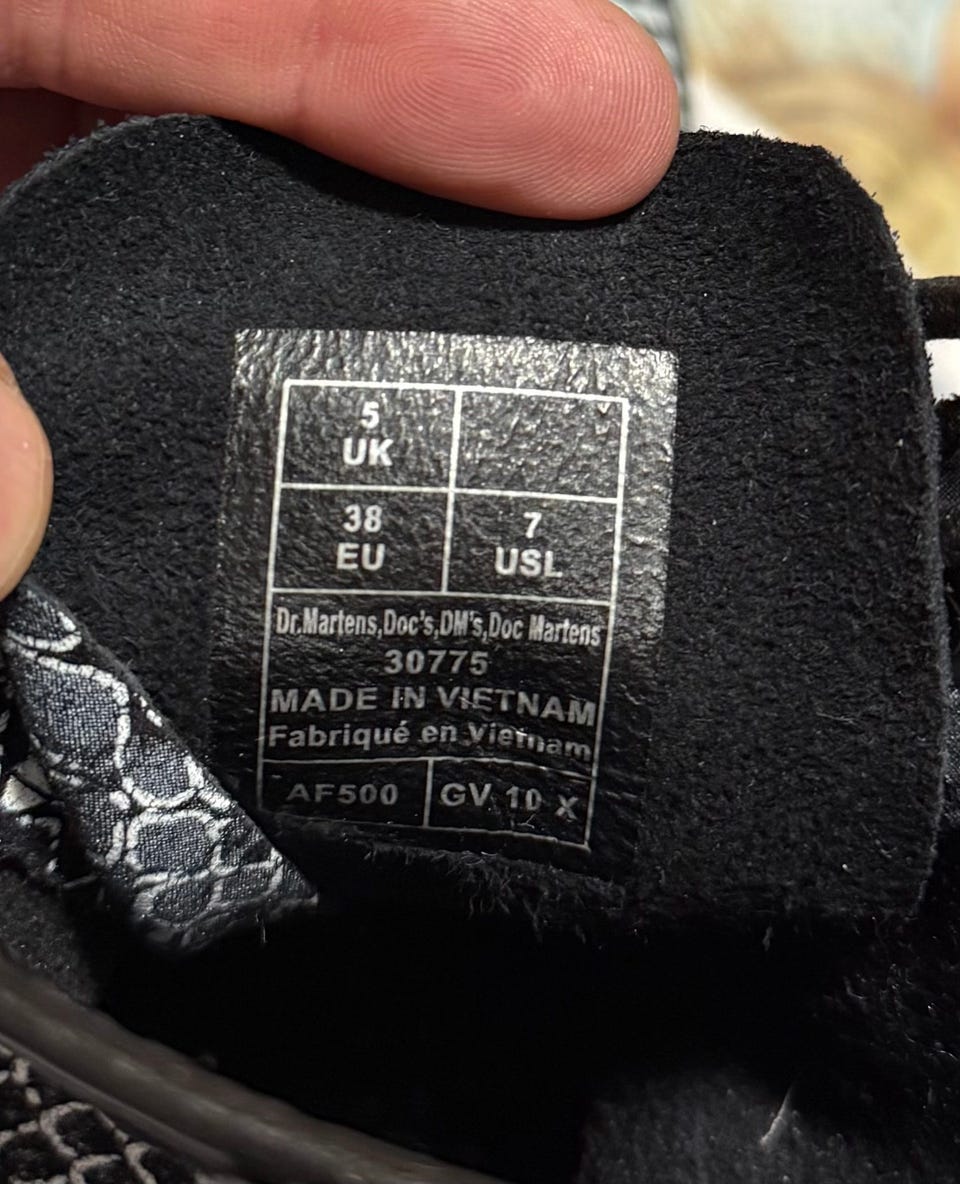 5
UK
38
EU
7
USL
Dr.Martens,Doc's,DM's,Doc Martens
30775
MADE IN VIETNAM
Fabriqué en Vietnam
AF500
GV 10 X